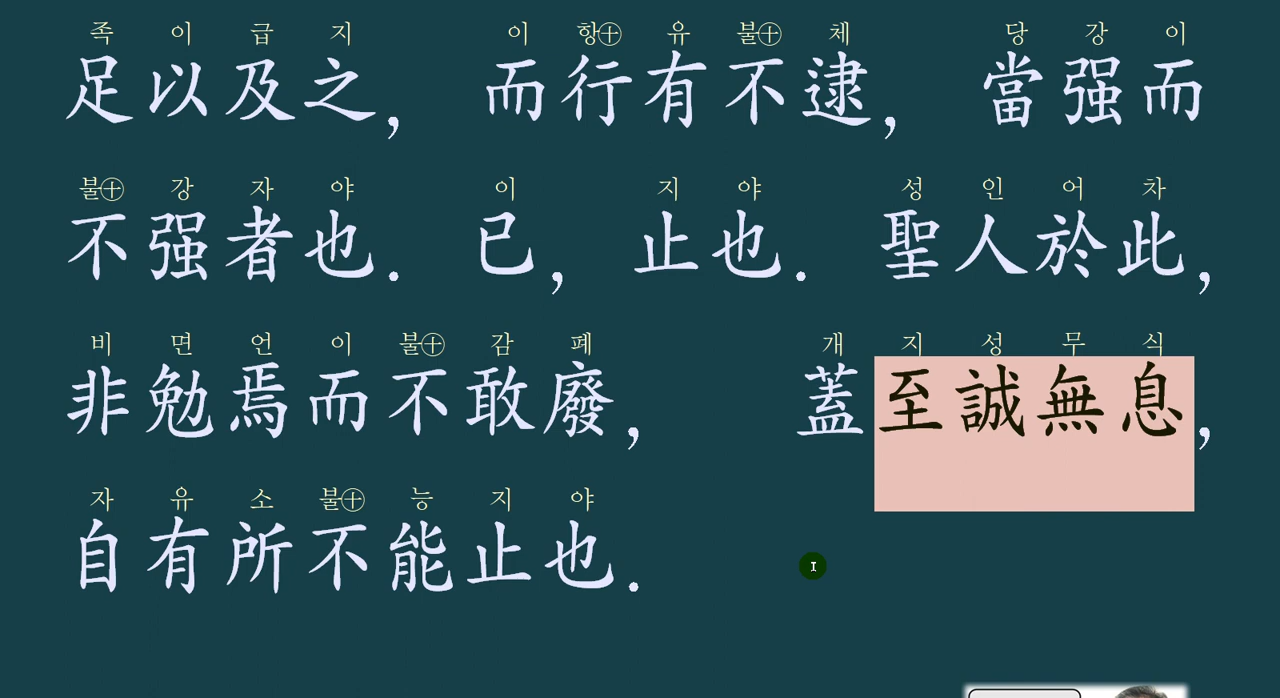 족 이 급 지 이 항㊉ 유 불㊉ 체 당 강 이
足以及之, 而行有不逮, 當强而
불㊉ 강 자 야 이 지 야 성 인 어 차
不强者也. 已, 止也. 聖人於此,
비 면 언 이 불㊉ 감 폐 개 지 성 무 식
非勉焉而不敢廢, 蓋至誠無息,
자 유 소 불㊉ 능 지 야
自有所不能止也.